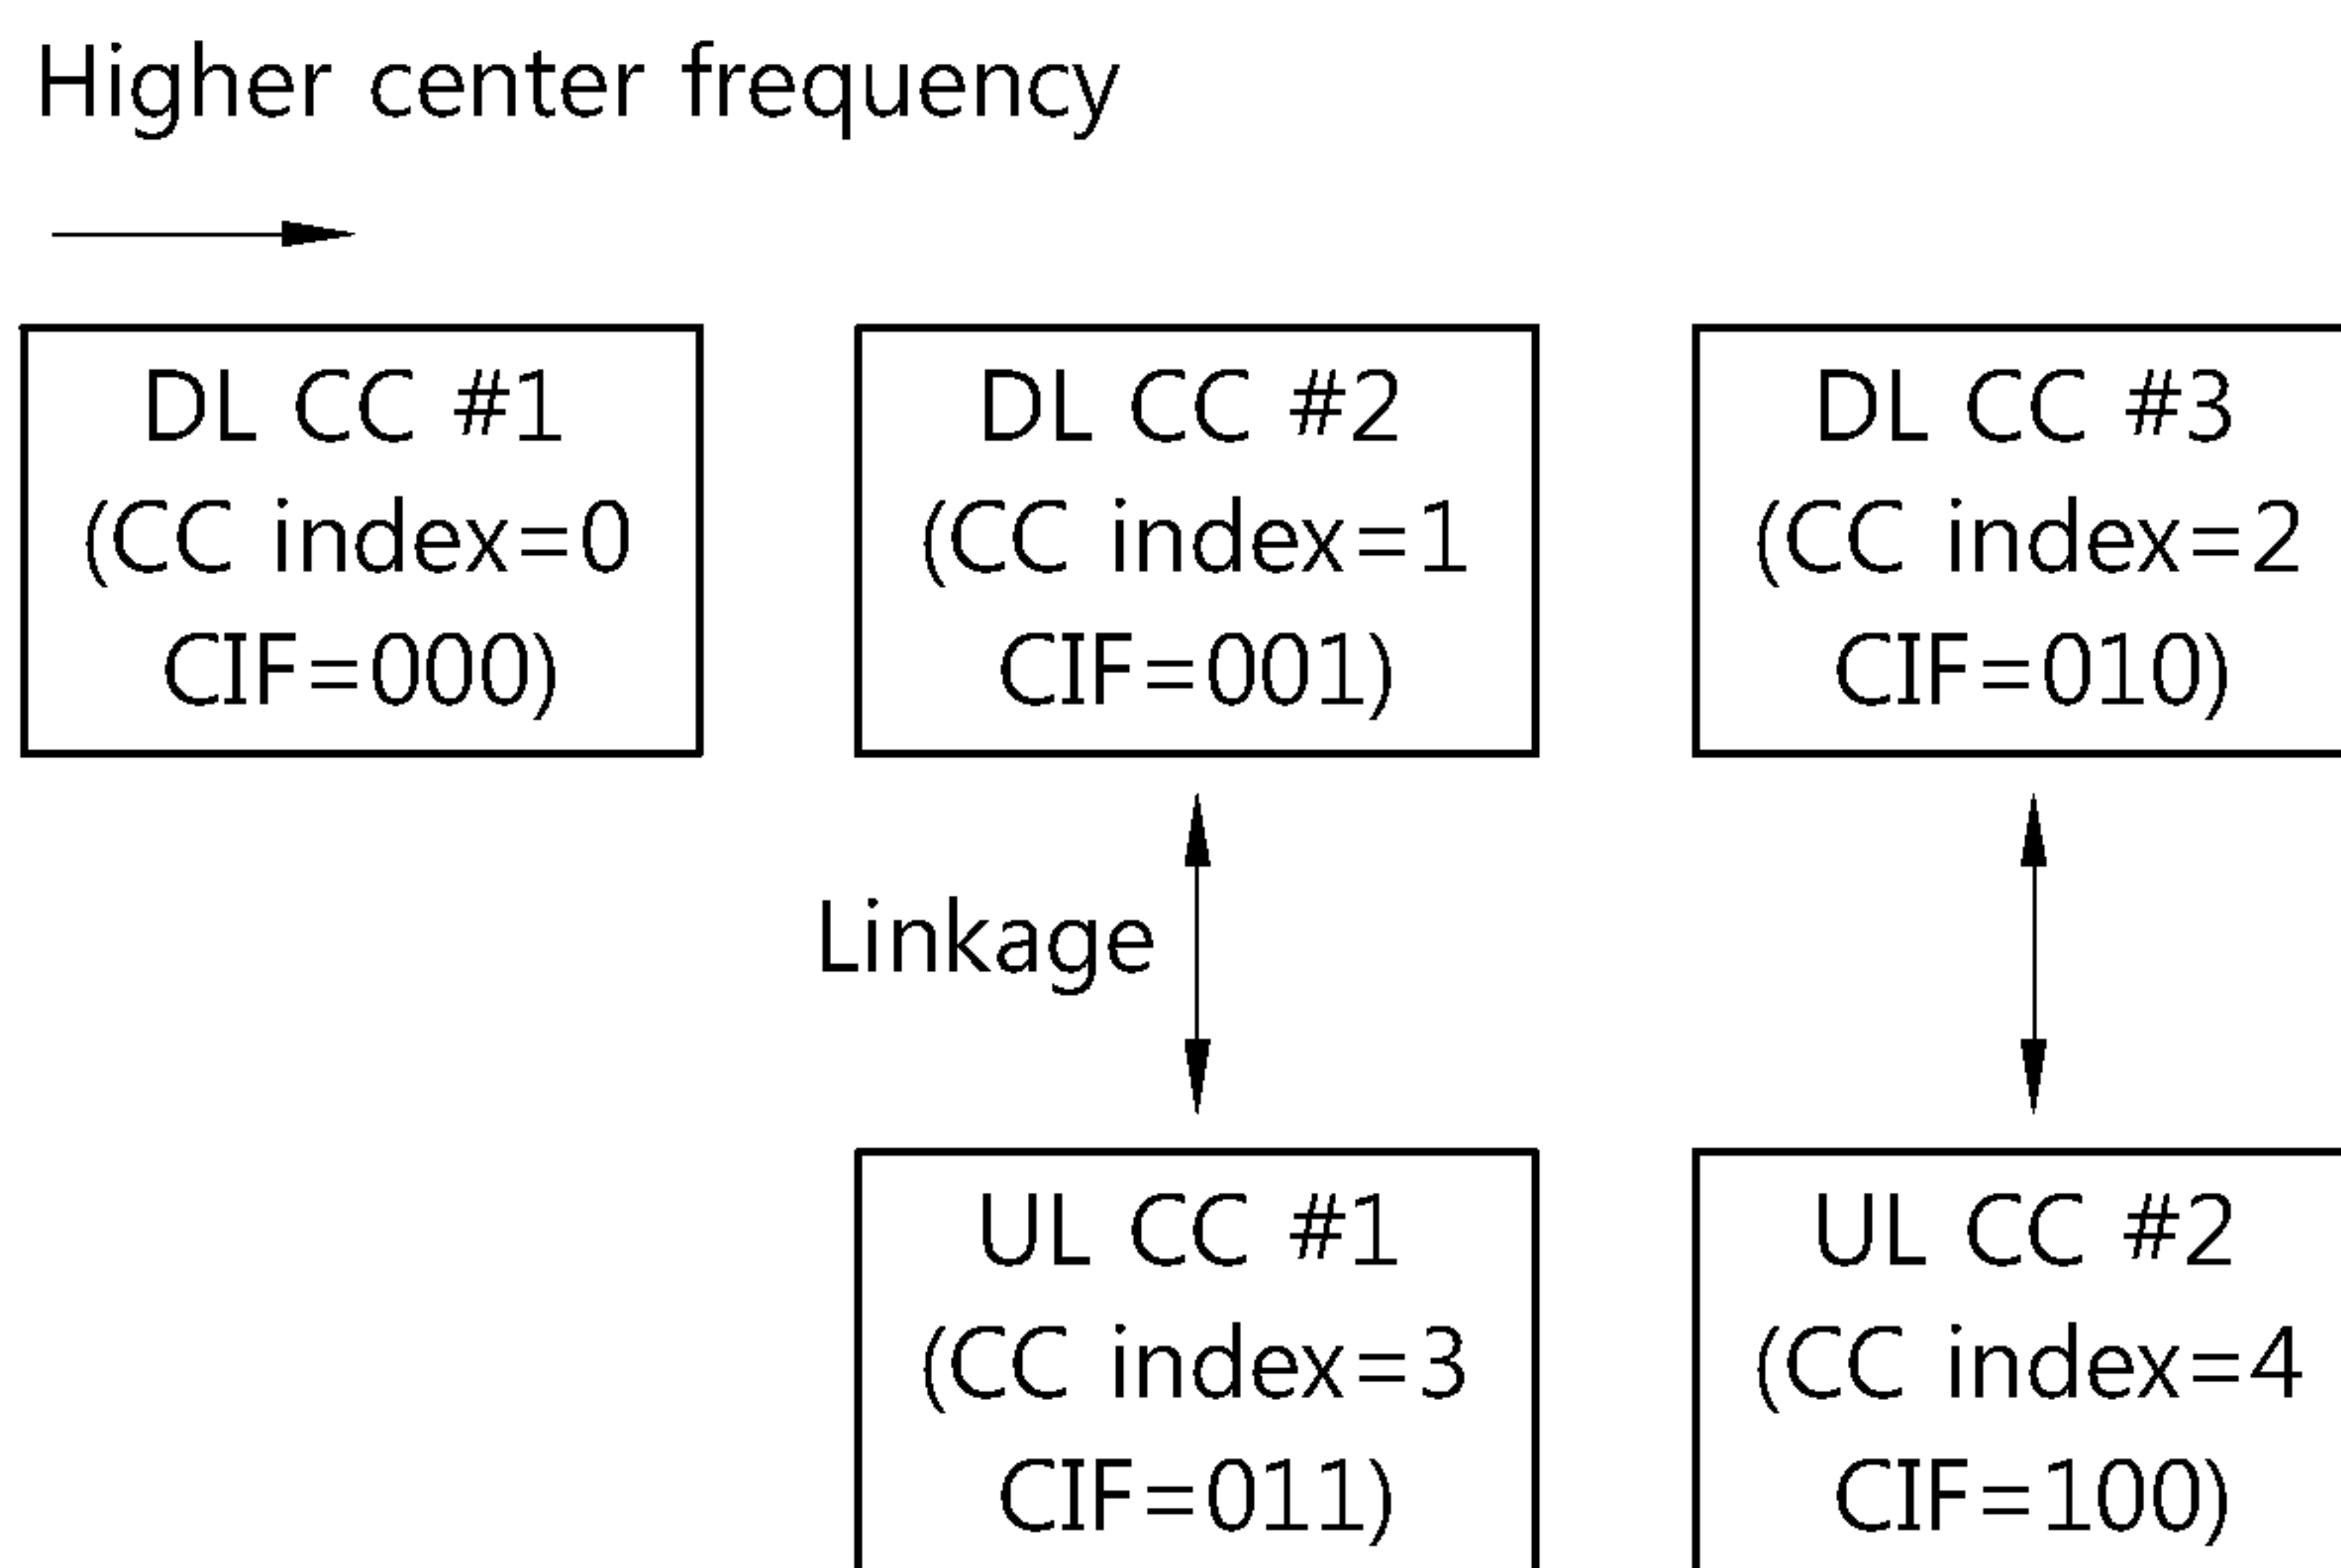 Higher center frequency
DL CC #1
(CC index=0
CIF=000)
DL CC #2
(CC index=1
CIF=001)
DL CC #3
(CC index=2
CIF=010)
Linkage
UL CC #1
(CC index=3
CIF=011)
UL CC #2
(CC index=4
CIF=100)